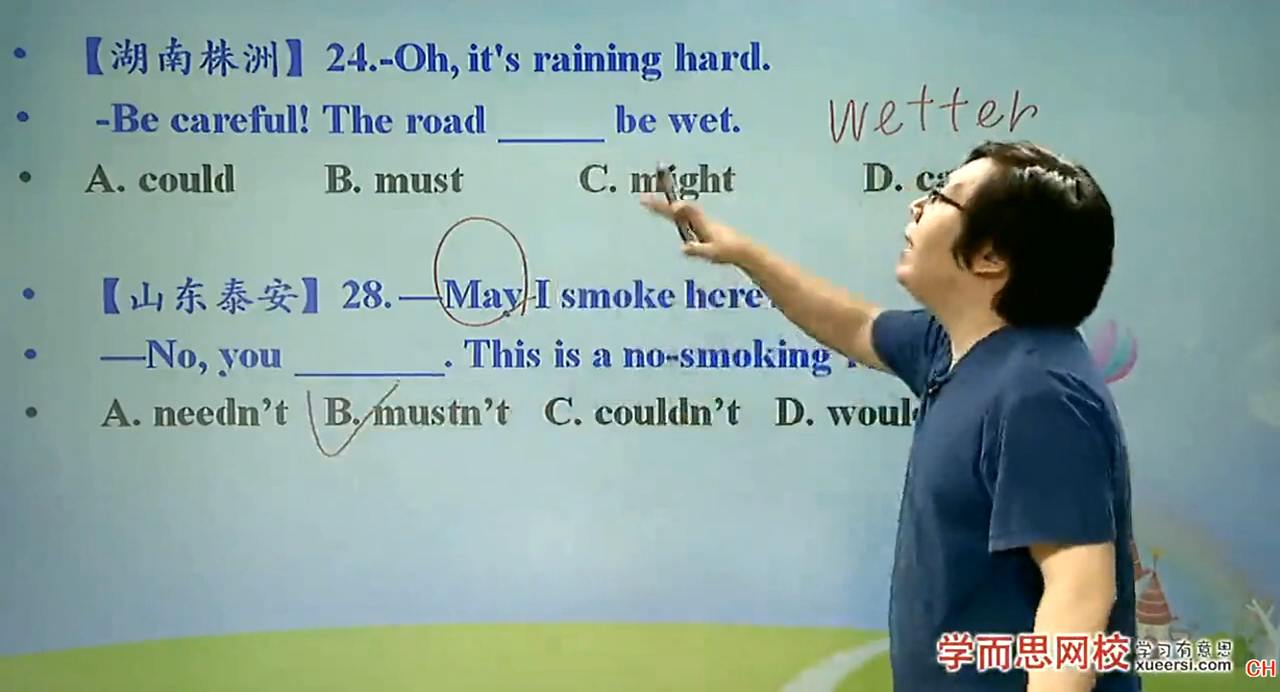 【湖南株洲】24.-Oh, it's raining hard.
-Be careful! The road _____ be wet.
wetter
A. could B. must C. might D.
【山东泰安】28.—May I smoke here
—No, you _______. This is a no-smoking
A. needn't B. mustn't C. couldn't D.
学而思网校 学习有意思
xueersi.com
CH